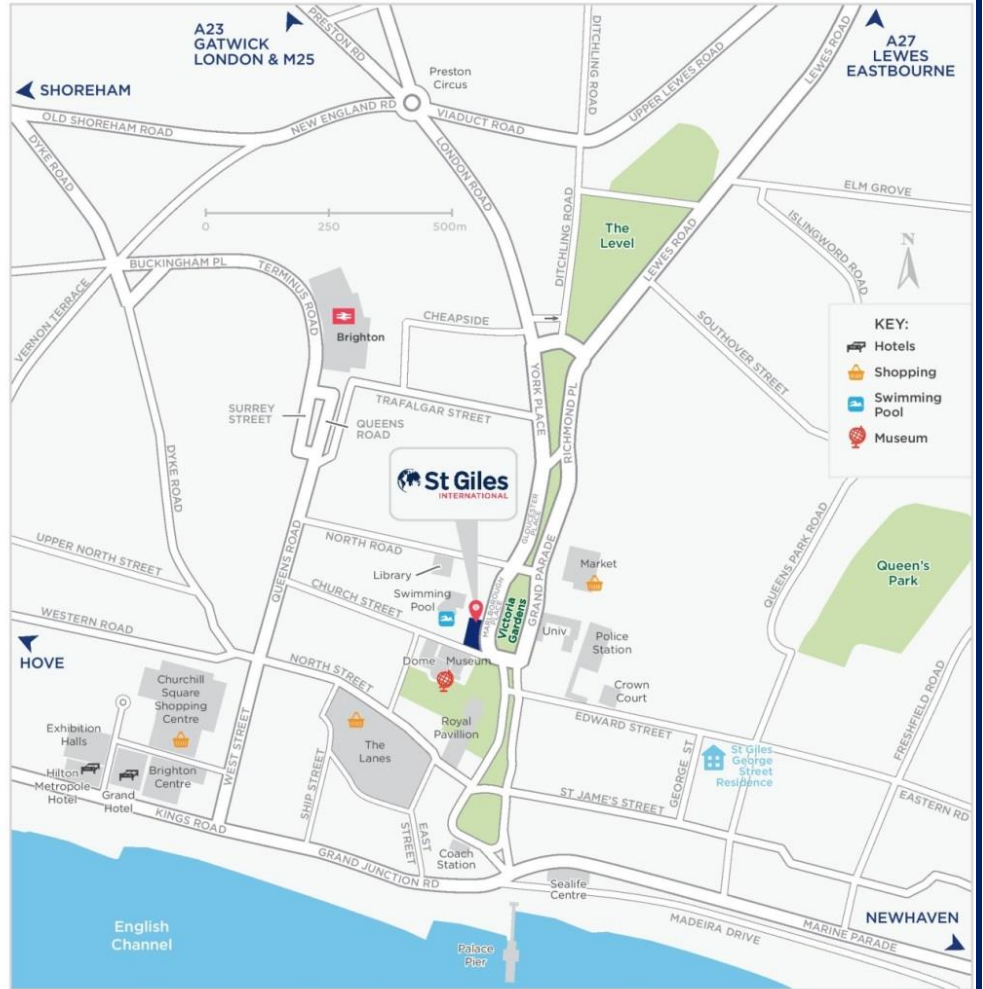 A23
GATWICK
LONDON & M25
PRESTON RD
DITCHLING ROAD
LEWES ROAD
A27
LEWES
EASTBOURNE
UPPER LEWES ROAD
Preston
Circus
SHOREHAM
OLD SHOREHAM ROAD
NEW ENGLAND RD
VIADUCT ROAD
DYKE ROAD
LONDON ROAD
0
250
500m
DITCHLING ROAD
The
Level
LEWES ROAD
ELM GROVE
ISLINGWORD ROAD
N
BUCKINGHAM PL
TERMINUS ROAD
VERNON TERRACE
Brighton
CHEAPSIDE
SOUTHOVER STREET
KEY:
Hotels
Shopping
Swimming
Pool
Museum
SURREY
STREET
QUEENS
ROAD
TRAFALGAR STREET
YORK PLACE
RICHMOND PL
DYKE ROAD
St Giles
INTERNATIONAL
GLOUCESTER
PLACE
UPPER NORTH STREET
QUEENS ROAD
NORTH ROAD
Library
CHURCH STREET
Swimming
Pool
MARLBOROUGH
PLACE
Victoria
Gardens
GRAND PARADE
Market
QUEENS PARK ROAD
Queen's
Park
Univ
Police
Station
WESTERN ROAD
HOVE
NORTH STREET
Dome
Museum
Crown
Court
Churchill
Square
Shopping
Centre
Royal
Pavillion
EDWARD STREET
FRESHFIELD ROAD
Exhibition
Halls
WEST STREET
The
Lanes
GEORGE ST
St Giles
George
Street
Residence
Hilton
Metropole
Hotel
Grand
Hotel
Brighton
Centre
SHIP STREET
ST JAME'S STREET
EASTERN RD
KINGS ROAD
EAST
STREET
GRAND JUNCTION RD
Coach
Station
Sealife
Centre
MADEIRA DRIVE
MARINE PARADE
NEWHAVEN
English
Channel
Palace
Pier